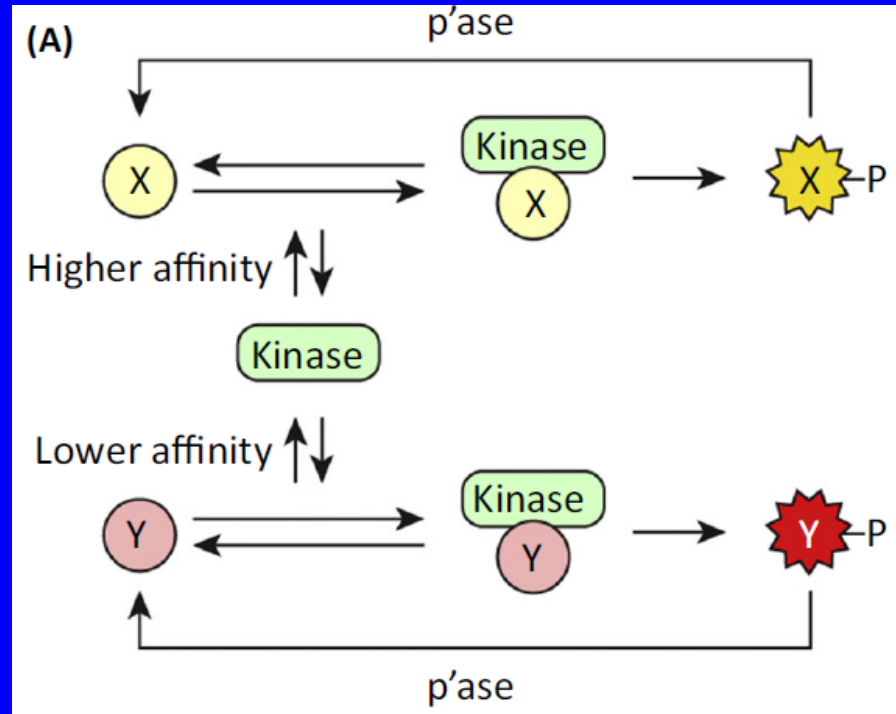 p'ase
(A)
Kinase
X
X
X
P
Higher affinity
Kinase
Lower affinity
Kinase
Y
Y
Y
P
p'ase